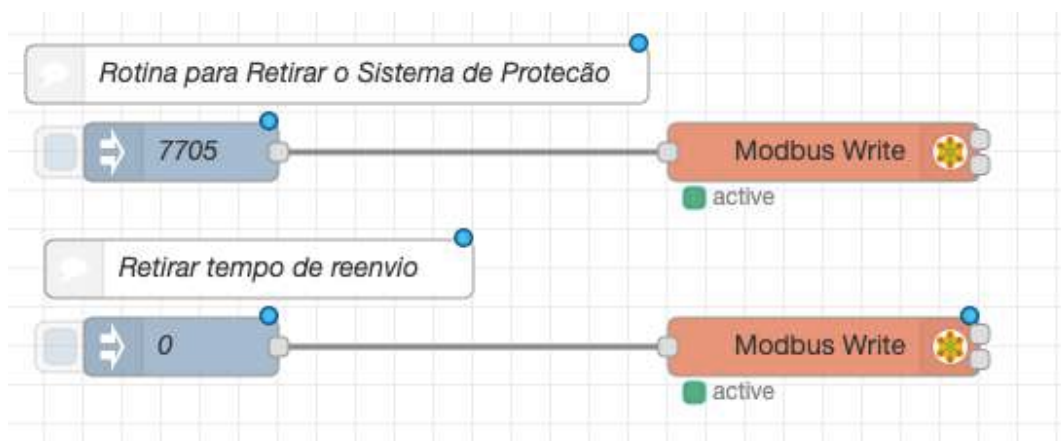 Rotina para Retirar o Sistema de Protecão
7705
Modbus Write
active
Retirar tempo de reenvio
0
Modbus Write
active